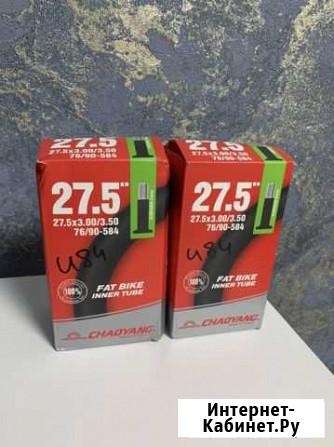 27.5"
27.5x3.00/3.50
76/90-584
U84
100%
FAT BIKE
INNER TUBE
CHAOYANG
27.5"
27.5x3.00/3.50
76/90-584
U84
100%
FAT BIKE
INNER TUBE
CHAOYANG
Интернет-
Кабинет.Ру